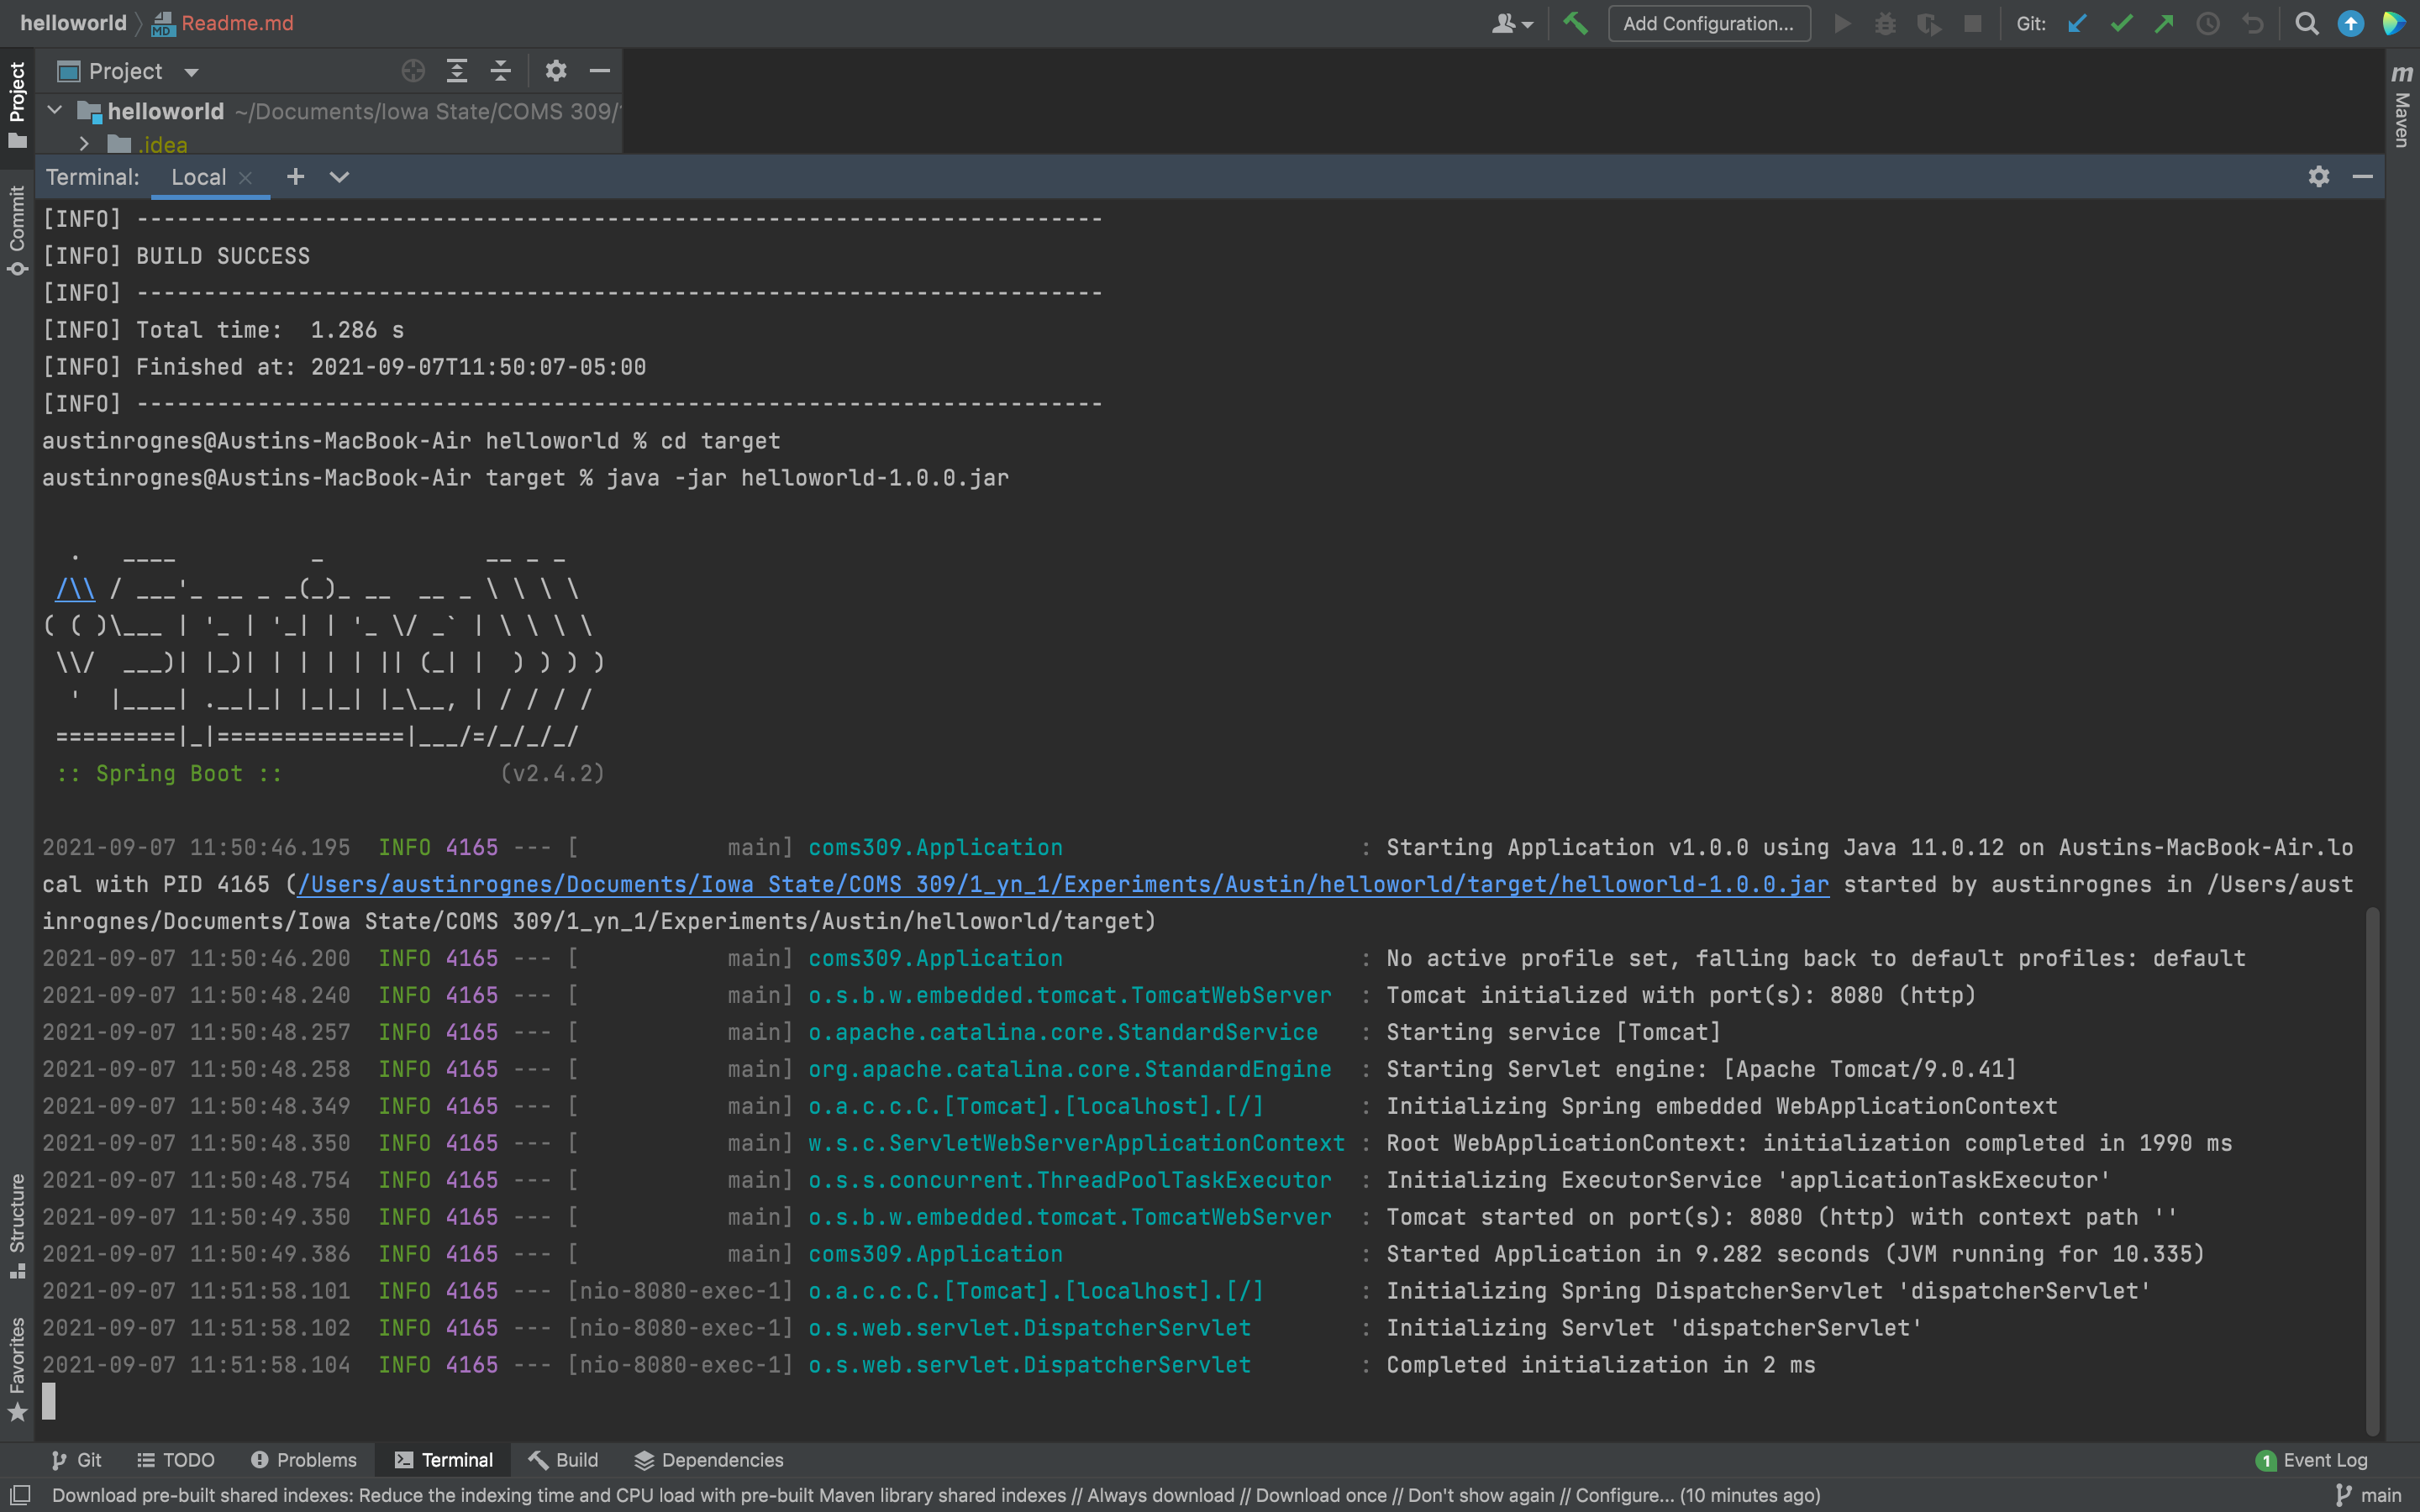 helloworld Readme.md Add Configuration... Git:
Project
helloworld ~/Documents/Iowa State/COMS 309/
.idea
Project
Commit
Structure
Favorites
m Maven
Terminal: Local
[INFO] ------------------------------------------------------------------------
[INFO] BUILD SUCCESS
[INFO] ------------------------------------------------------------------------
[INFO] Total time:  1.286 s
[INFO] Finished at: 2021-09-07T11:50:07-05:00
[INFO] ------------------------------------------------------------------------
austinrognes@Austins-MacBook-Air helloworld % cd target
austinrognes@Austins-MacBook-Air target % java -jar helloworld-1.0.0.jar
  .   ____          _            __ _ _
 /\\ / ___'_ __ _ _(_)_ __  __ _ \ \ \ \
( ( )\___ | '_ | '_| | '_ \/ _` | \ \ \ \
 \\/  ___)| |_)| | | | | || (_| |  ) ) ) )
  '  |____| .__|_| |_|_| |_\__, | / / / /
 =========|_|==============|___/=/_/_/_/
 :: Spring Boot ::                (v2.4.2)
2021-09-07 11:50:46.195  INFO 4165 --- [           main] coms309.Application                      : Starting Application v1.0.0 using Java 11.0.12 on Austins-MacBook-Air.lo
cal with PID 4165 (/Users/austinrognes/Documents/Iowa State/COMS 309/1_yn_1/Experiments/Austin/helloworld/target/helloworld-1.0.0.jar started by austinrognes in /Users/aust
inrognes/Documents/Iowa State/COMS 309/1_yn_1/Experiments/Austin/helloworld/target)
2021-09-07 11:50:46.200  INFO 4165 --- [           main] coms309.Application                      : No active profile set, falling back to default profiles: default
2021-09-07 11:50:48.240  INFO 4165 --- [           main] o.s.b.w.embedded.tomcat.TomcatWebServer  : Tomcat initialized with port(s): 8080 (http)
2021-09-07 11:50:48.257  INFO 4165 --- [           main] o.apache.catalina.core.StandardService   : Starting service [Tomcat]
2021-09-07 11:50:48.258  INFO 4165 --- [           main] org.apache.catalina.core.StandardEngine  : Starting Servlet engine: [Apache Tomcat/9.0.41]
2021-09-07 11:50:48.349  INFO 4165 --- [           main] o.a.c.c.C.[Tomcat].[localhost].[/]       : Initializing Spring embedded WebApplicationContext
2021-09-07 11:50:48.350  INFO 4165 --- [           main] w.s.c.ServletWebServerApplicationContext : Root WebApplicationContext: initialization completed in 1990 ms
2021-09-07 11:50:48.754  INFO 4165 --- [           main] o.s.s.concurrent.ThreadPoolTaskExecutor  : Initializing ExecutorService 'applicationTaskExecutor'
2021-09-07 11:50:49.350  INFO 4165 --- [           main] o.s.b.w.embedded.tomcat.TomcatWebServer  : Tomcat started on port(s): 8080 (http) with context path ''
2021-09-07 11:50:49.386  INFO 4165 --- [           main] coms309.Application                      : Started Application in 9.282 seconds (JVM running for 10.335)
2021-09-07 11:51:58.101  INFO 4165 --- [nio-8080-exec-1] o.a.c.c.C.[Tomcat].[localhost].[/]       : Initializing Spring DispatcherServlet 'dispatcherServlet'
2021-09-07 11:51:58.102  INFO 4165 --- [nio-8080-exec-1] o.s.web.servlet.DispatcherServlet        : Initializing Servlet 'dispatcherServlet'
2021-09-07 11:51:58.104  INFO 4165 --- [nio-8080-exec-1] o.s.web.servlet.DispatcherServlet        : Completed initialization in 2 ms
Git TODO Problems Terminal Build Dependencies 1 Event Log
Download pre-built shared indexes: Reduce the indexing time and CPU load with pre-built Maven library shared indexes // Always download // Download once // Don't show again // Configure... (10 minutes ago) main